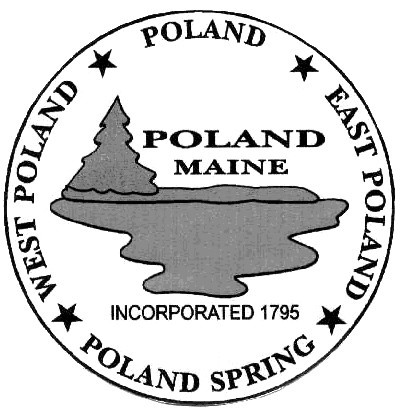 POLAND
WEST POLAND
EAST POLAND
POLAND
MAINE
INCORPORATED 1795
POLAND SPRING